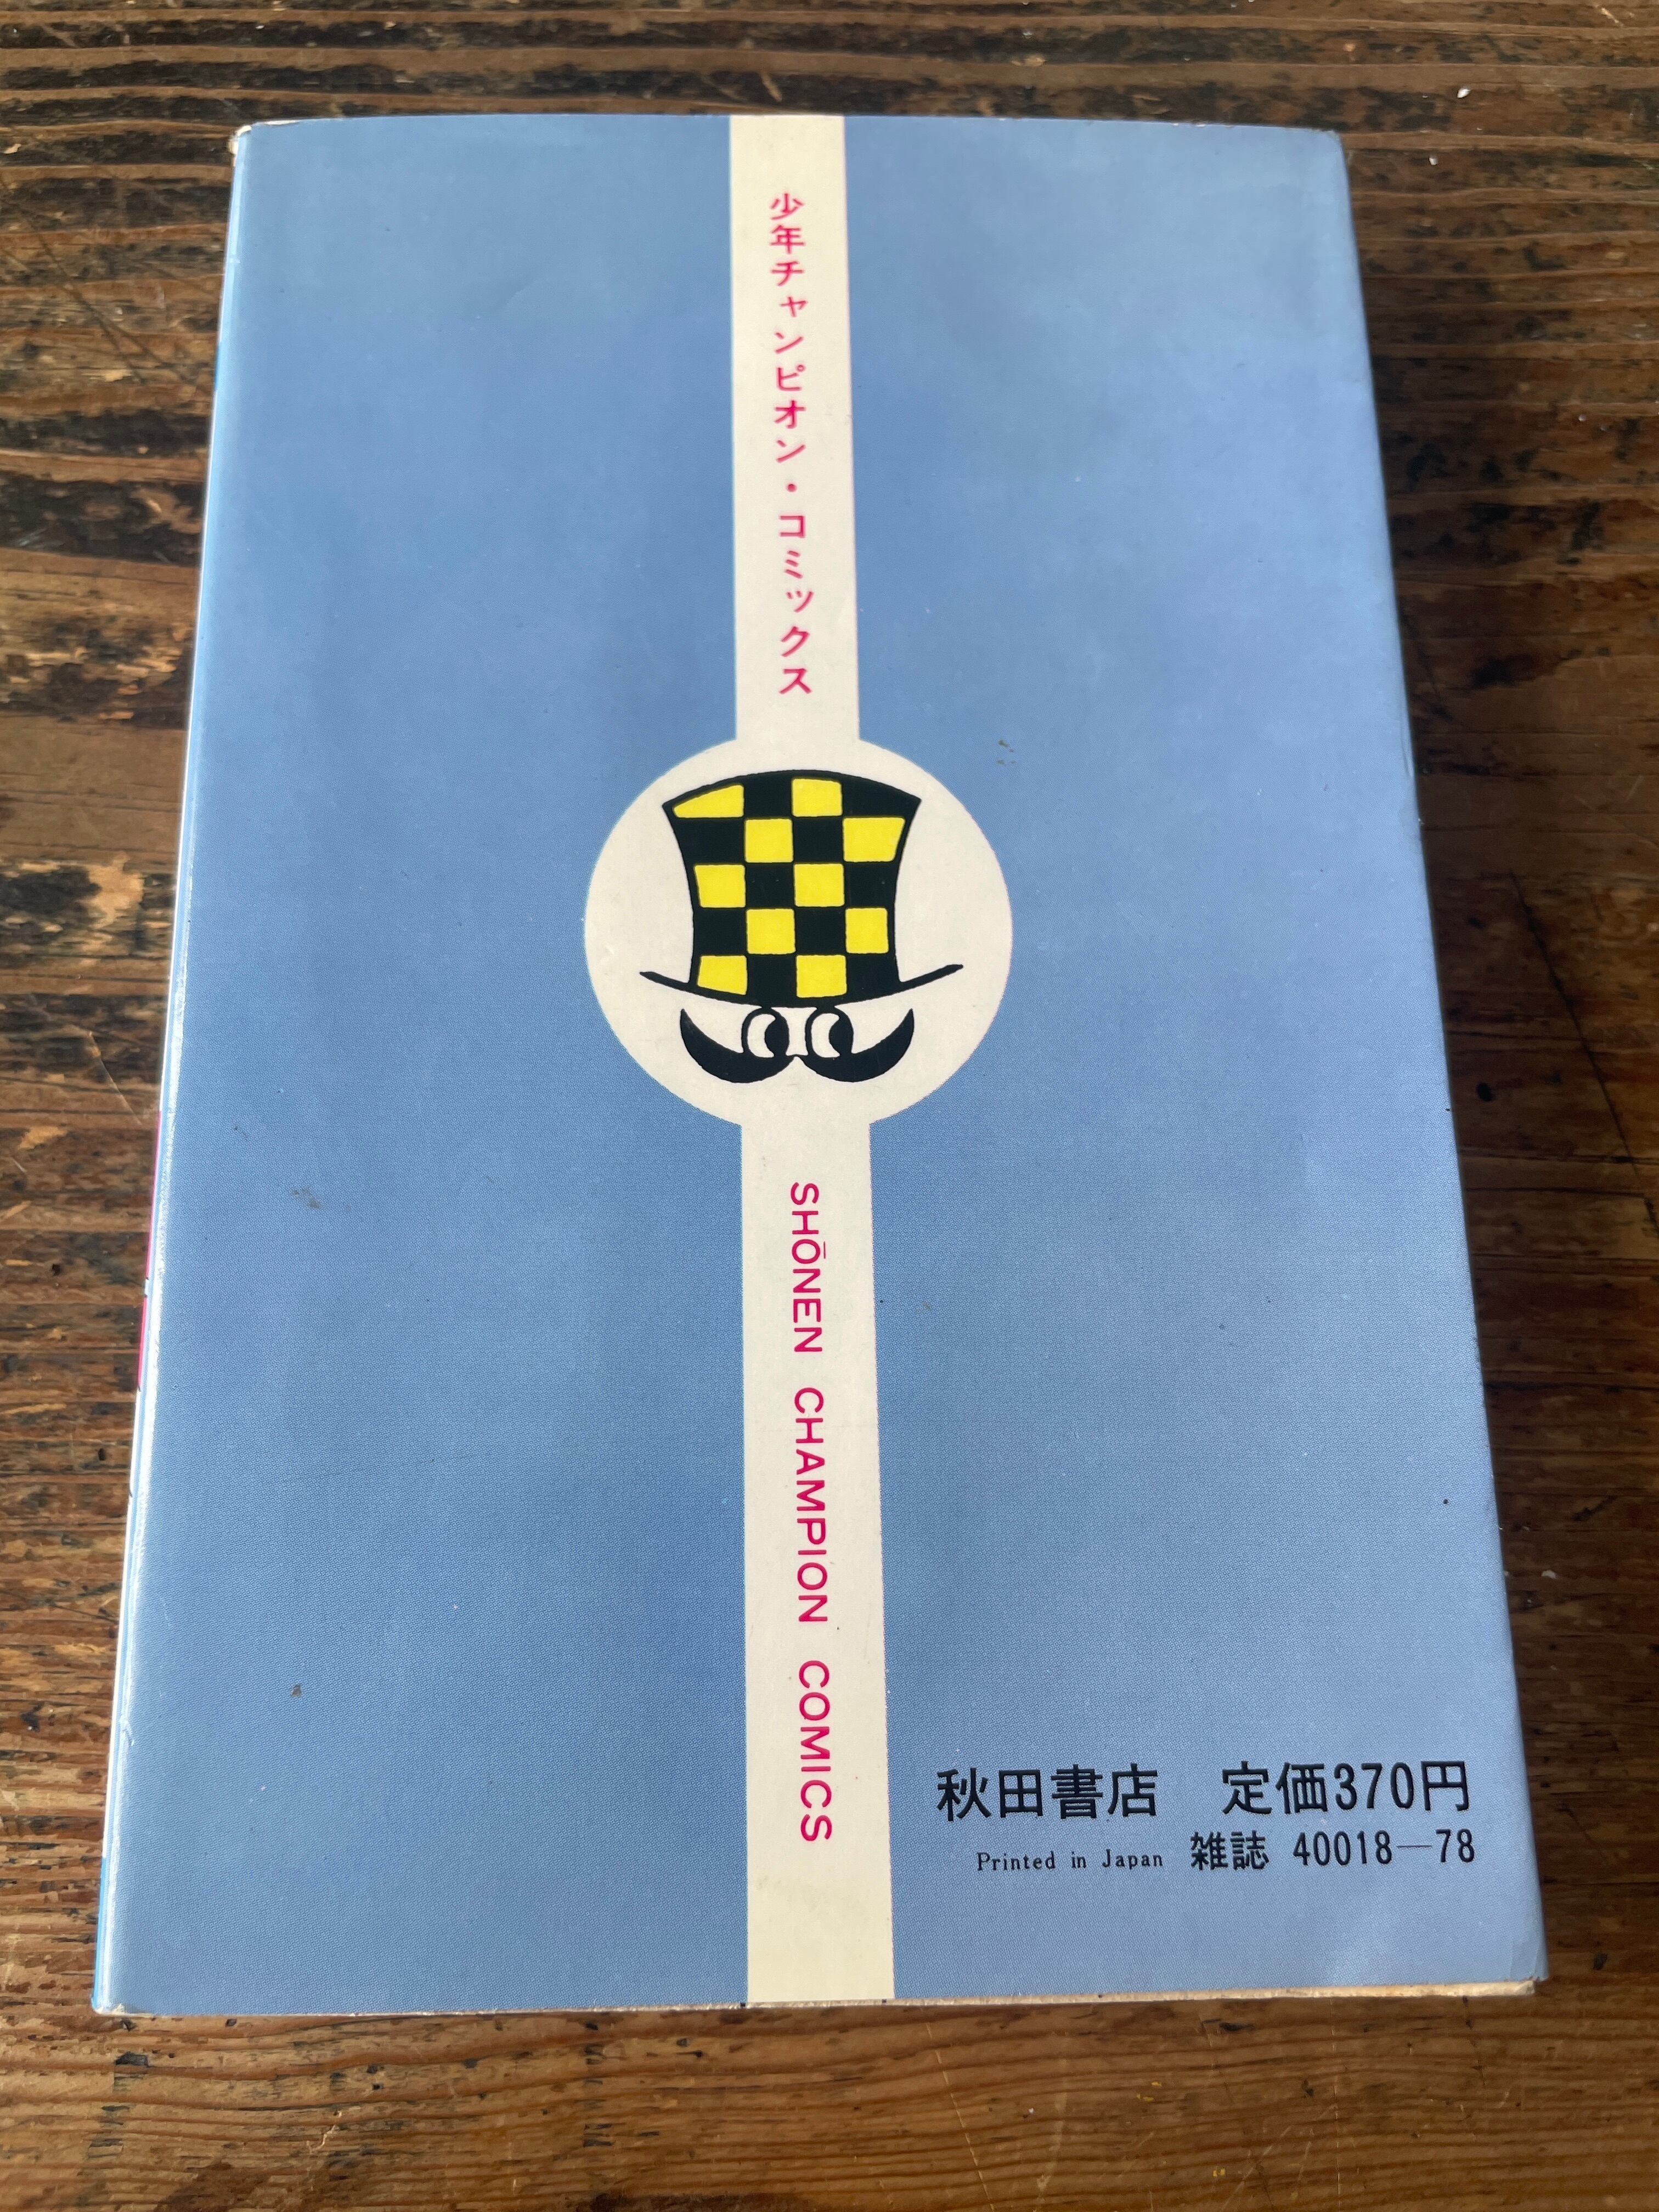 少年チャンピオン・コミックス
SHŌNEN CHAMPION COMICS
秋田書店　定価370円
Printed in Japan 雑誌 40018―78